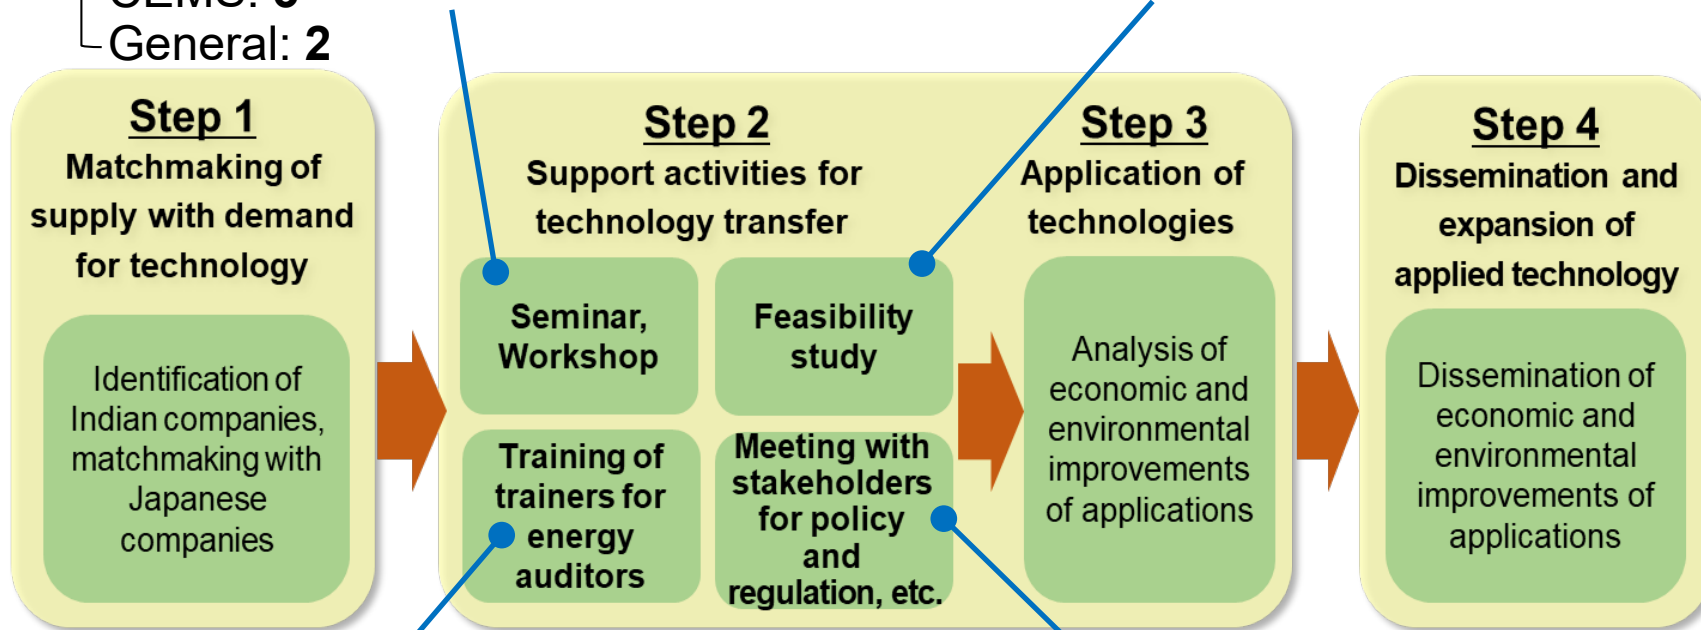 General: 2
Step 1
Matchmaking of
supply with demand
for technology
Identification of
Indian companies,
matchmaking with
Japanese
companies
Step 2
Support activities for
technology transfer
Seminar,
Workshop
Feasibility
study
Training of
trainers for
energy
auditors
Meeting with
stakeholders
for policy
and
regulation, etc.
Step 3
Application of
technologies
Analysis of
economic and
environmental
improvements
of applications
Step 4
Dissemination and
expansion of
applied technology
Dissemination of
economic and
environmental
improvements of
applications